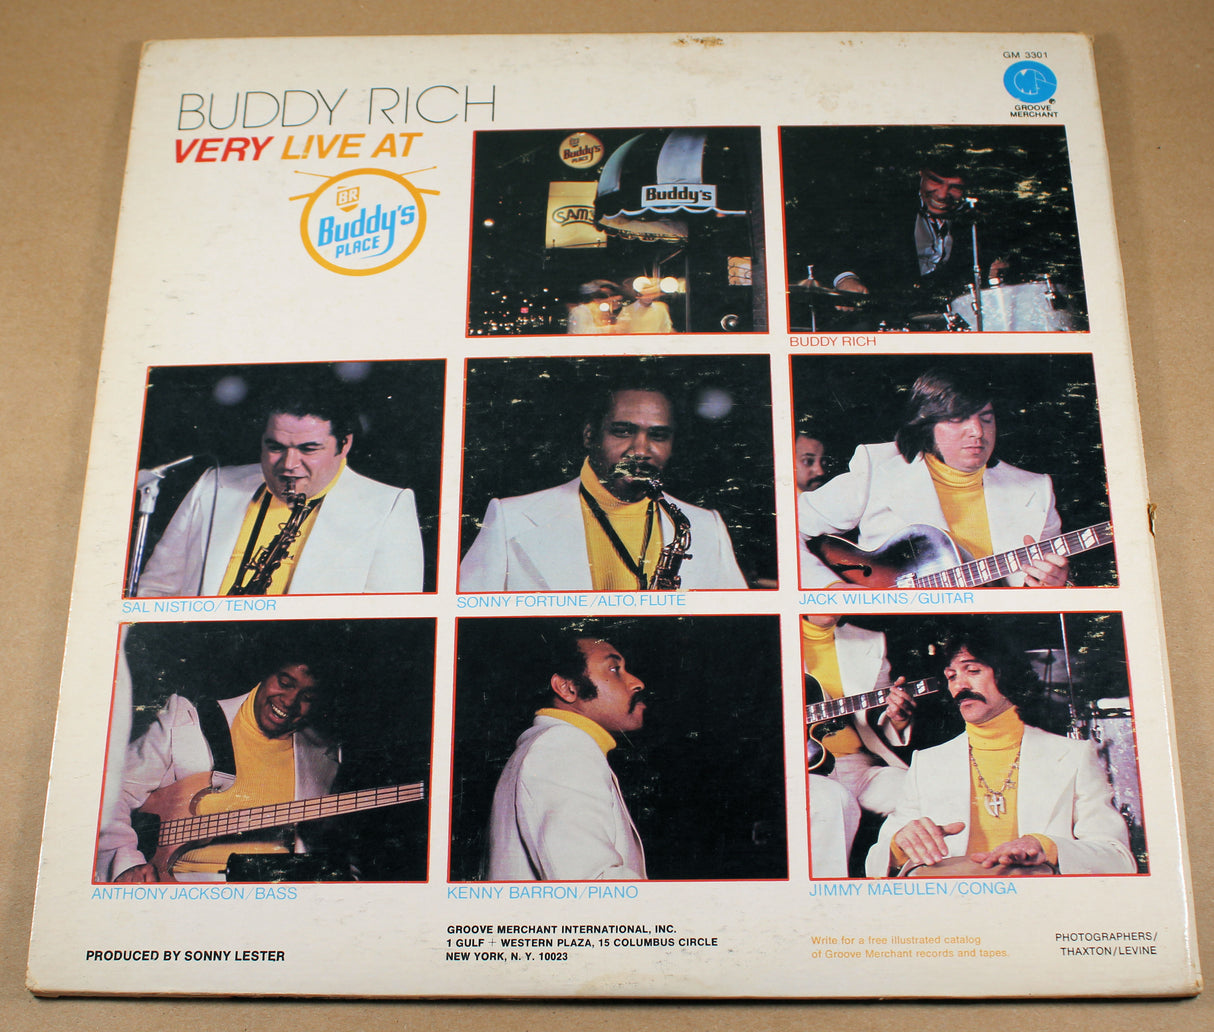 GM 3301
GROOVE
MERCHANT
BUDDY RICH
VERY L!VE AT
BR
Buddy's
PLACE
Buddy's
PLACE
Buddy's
SAM'S
BUDDY RICH
SAL NISTICO/TENOR
SONNY FORTUNE/ALTO, FLUTE
JACK WILKINS/GUITAR
ANTHONY JACKSON/BASS
KENNY BARRON/PIANO
JIMMY MAEULEN/CONGA
PRODUCED BY SONNY LESTER
GROOVE MERCHANT INTERNATIONAL, INC.
1 GULF + WESTERN PLAZA, 15 COLUMBUS CIRCLE
NEW YORK, N. Y. 10023
Write for a free illustrated catalog
of Groove Merchant records and tapes.
PHOTOGRAPHERS/
THAXTON/LEVINE